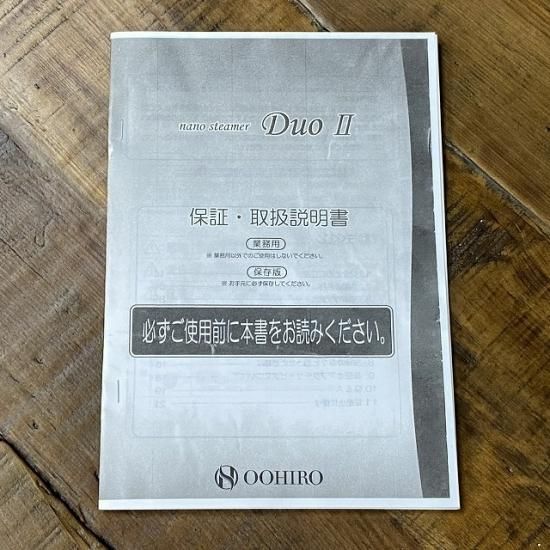 nano steamer Duo II
保証・取扱説明書
業務用
※ 業務用以外でのご使用はしないでください。
保存版
※ お手元に必ず保存してください。
必ずご使用前に本書をお読みください。
OOHIRO